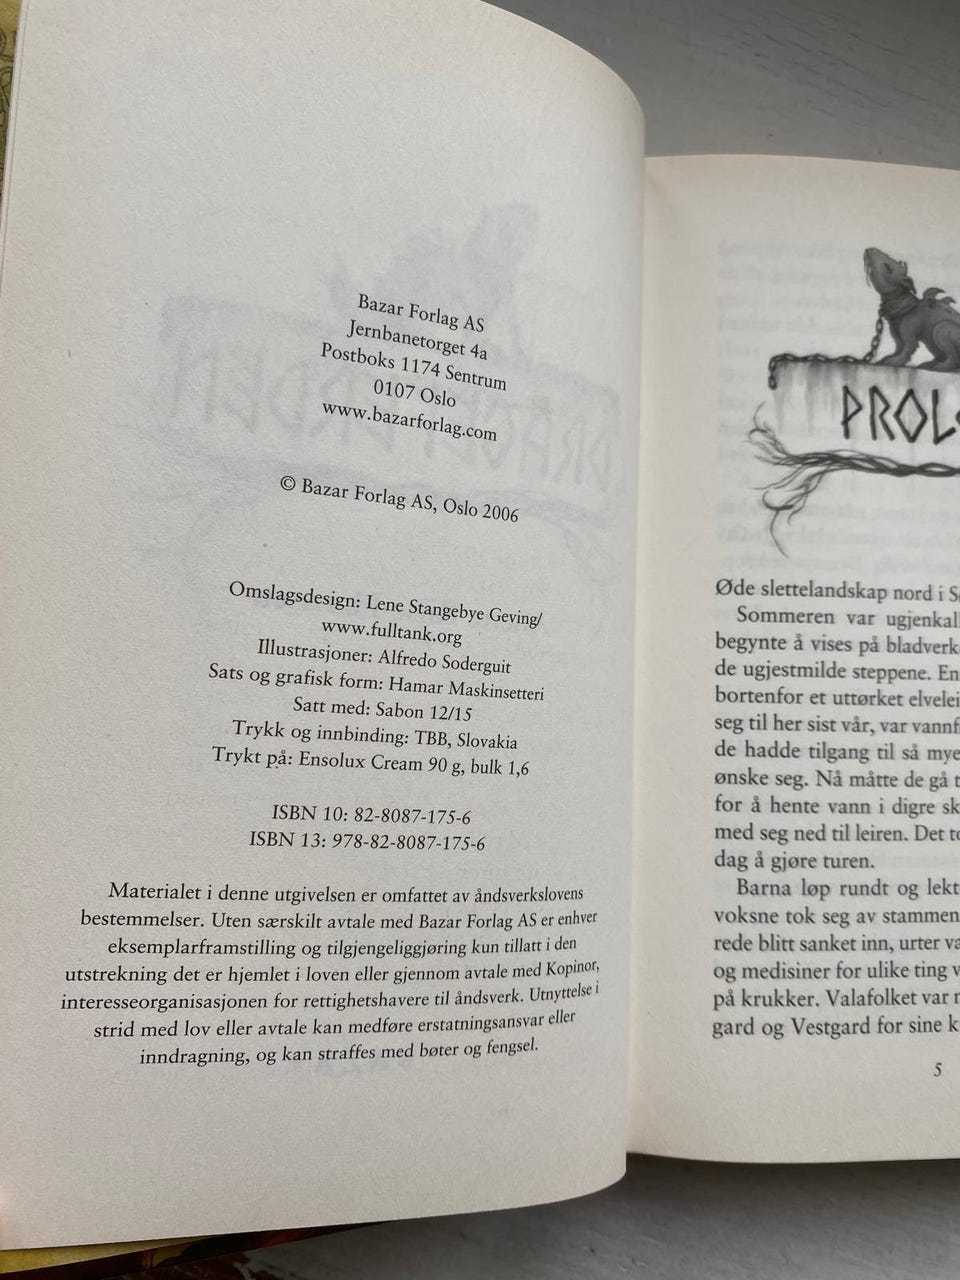 Bazar Forlag AS
Jernbanetorget 4a
Postboks 1174 Sentrum
0107 Oslo
www.bazarforlag.com
© Bazar Forlag AS, Oslo 2006
Omslagsdesign: Lene Stangebye Geving/
www.fulltank.org
Illustrasjoner: Alfredo Soderguit
Sats og grafisk form: Hamar Maskinsetteri
Satt med: Sabon 12/15
Trykk og innbinding: TBB, Slovakia
Trykt på: Ensolux Cream 90 g, bulk 1,6
ISBN 10: 82-8087-175-6
ISBN 13: 978-82-8087-175-6
Materialet i denne utgivelsen er omfattet av åndsverkslovens
bestemmelser. Uten særskilt avtale med Bazar Forlag AS er enhver
eksemplarframstilling og tilgjengeliggjøring kun tillatt i den
utstrekning det er hjemlet i loven eller gjennom avtale med Kopinor,
interesseorganisasjonen for rettighetshavere til åndsverk. Utnyttelse i
strid med lov eller avtale kan medføre erstatningsansvar eller
inndragning, og kan straffes med bøter og fengsel.
PROL
Øde slettelandskap nord i
Sommeren var
begynte å vises på
de ugjestmilde steppene.
bortenfor et uttørket
seg til her sist vår, var
de hadde tilgang til så
ønske seg. Nå måtte de gå
for å hente vann i digre
med seg ned til leiren. Det
dag å gjøre turen.
Barna løp rundt og
voksne tok seg av
rede blitt sanket inn, urter
og medisiner for ulike ting
på krukker. Valafolket var
gard og Vestgard for sine
5